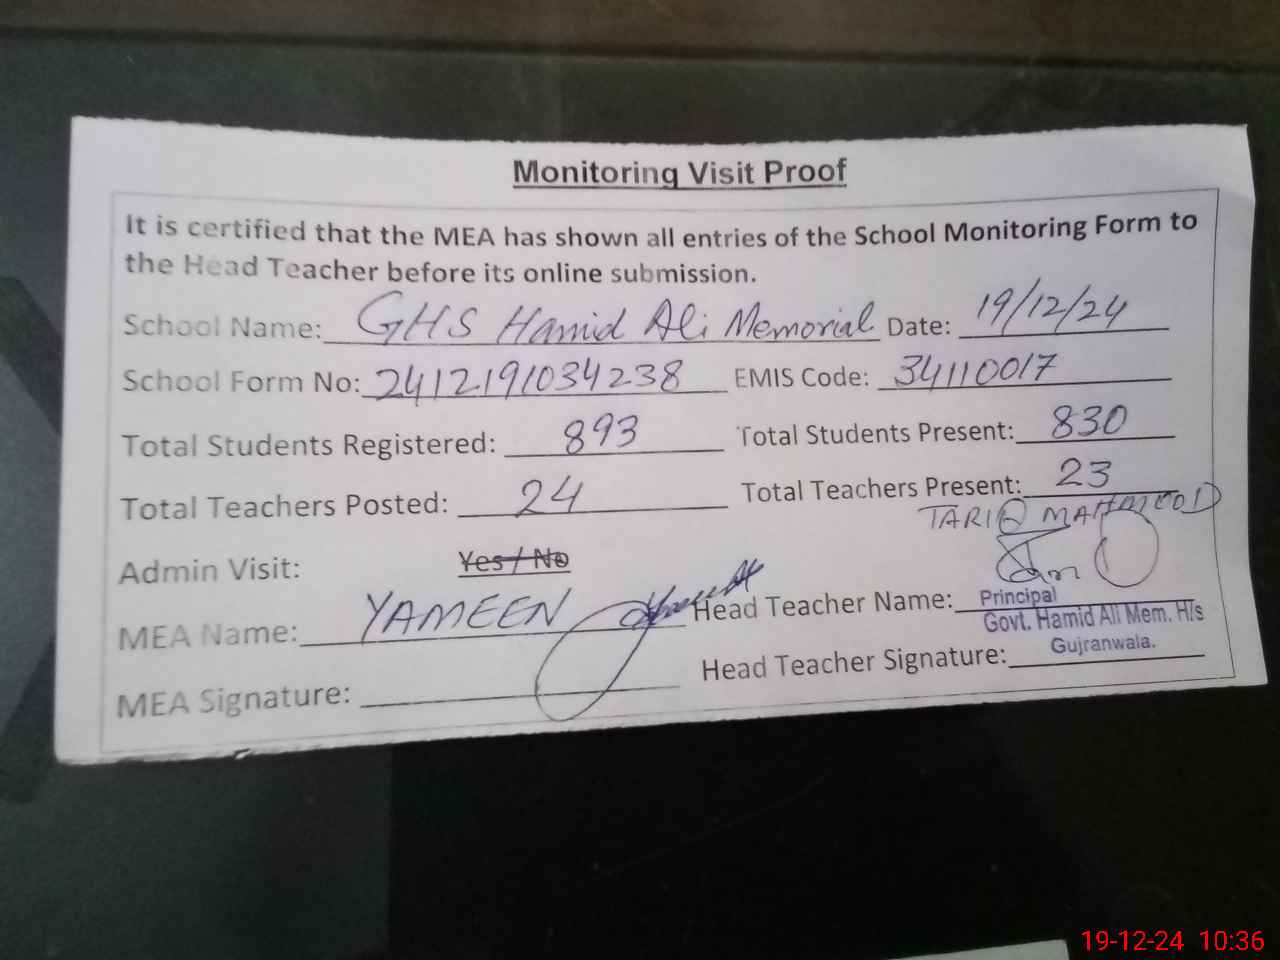 Monitoring Visit Proof
It is certified that the MEA has shown all entries of the School Monitoring Form to
the Head Teacher before its online submission.
School Name: GHS Hamid Ali Memorial Date: 19/12/24
School Form No: 2412191034238 EMIS Code: 34110017
Total Students Registered: 893 Total Students Present: 830
Total Teachers Posted: 24 Total Teachers Present: 23
TARIQ MAHMOOD
Admin Visit: Yes / No
MEA Name: YAMEEN Head Teacher Name: Principal
Govt. Hamid Ali Mem. H/s
Gujranwala.
MEA Signature: Head Teacher Signature:
19-12-24 10:36